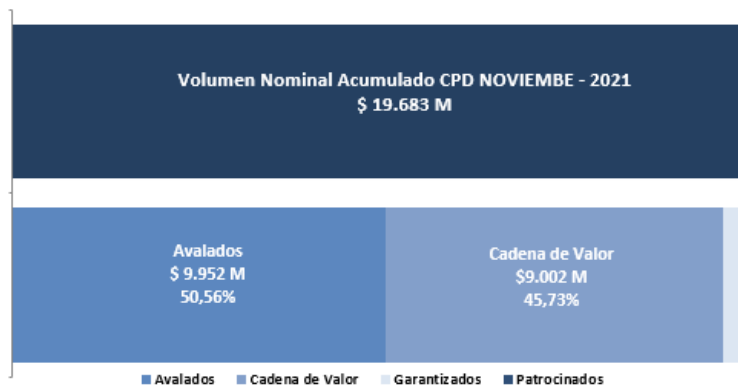 Volumen Nominal Acumulado CPD NOVIEMBE - 2021
$ 19.683 M
Avalados
$ 9.952 M
50,56%
Cadena de Valor
$9.002 M
45,73%
Avalados Cadena de Valor Garantizados Patrocinados